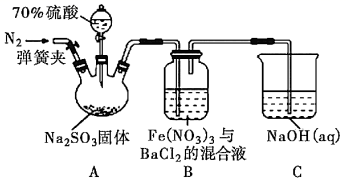 70%硫酸
N₂
弹簧夹
Na₂SO₃固体
Fe(NO₃)₃与
BaCl₂的混合液
NaOH(aq)
A
B
C